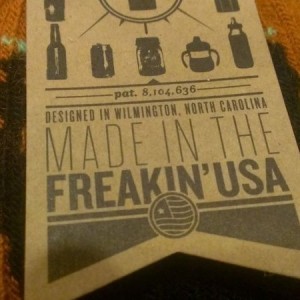 pat. 8,104,636
DESIGNED IN WILMINGTON, NORTH CAROLINA
MADE IN THE
FREAKIN' USA